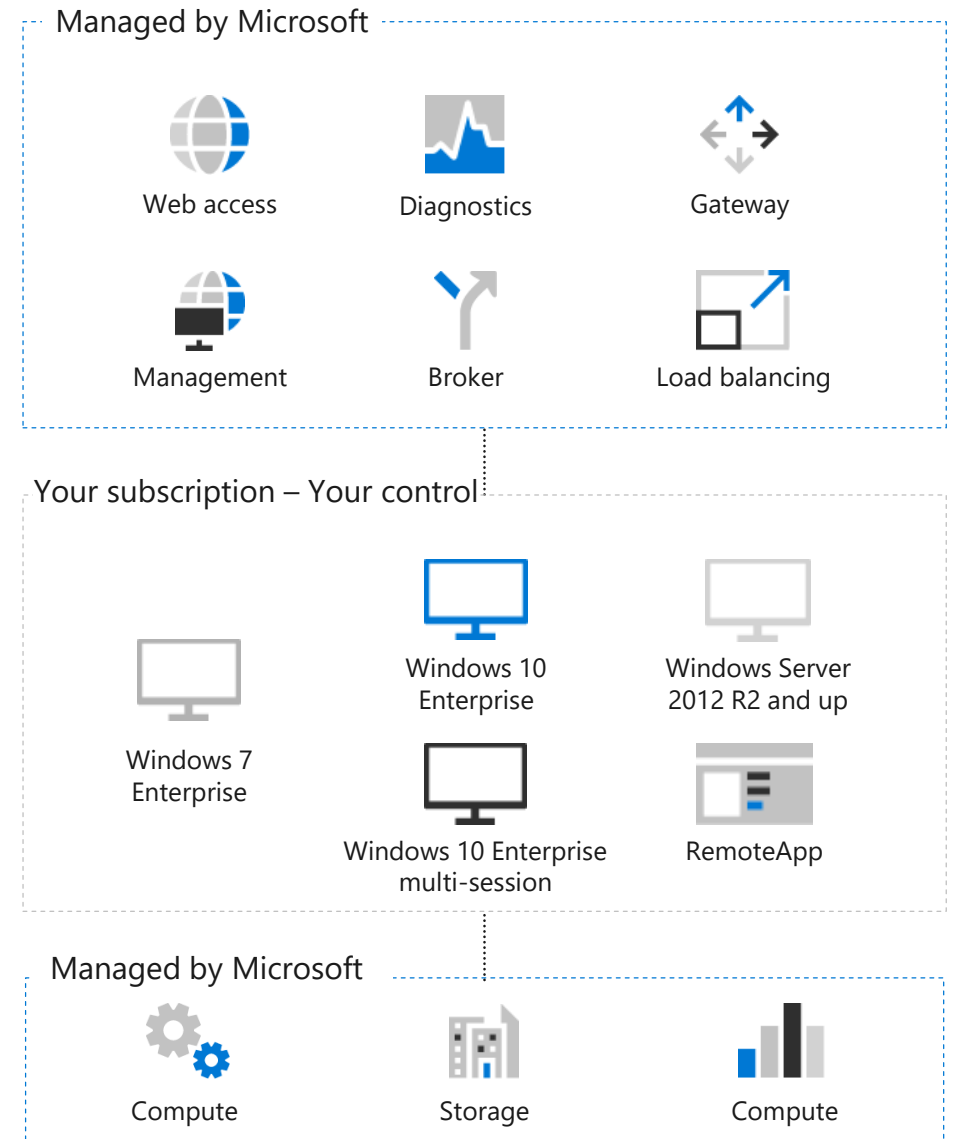 Managed by Microsoft
Web access
Diagnostics
Gateway
Management
Broker
Load balancing
Your subscription – Your control
Windows 7
Enterprise
Windows 10
Enterprise
Windows Server
2012 R2 and up
Windows 10 Enterprise
multi-session
RemoteApp
Managed by Microsoft
Compute
Storage
Compute